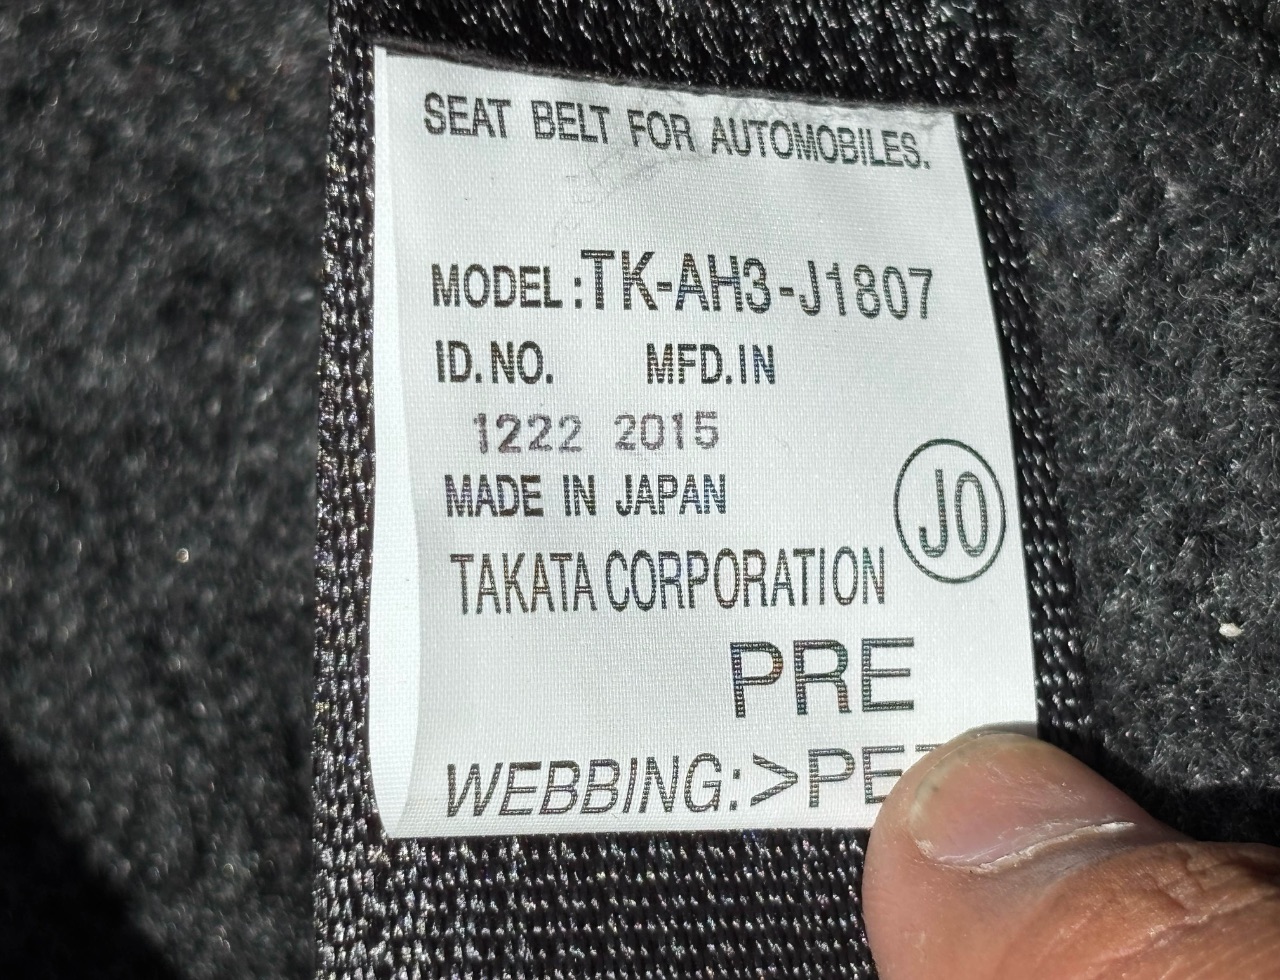 SEAT BELT FOR AUTOMOBILES.
MODEL:TK-AH3-J1807
ID.NO. MFD.IN
1222 2015
MADE IN JAPAN
JO
TAKATA CORPORATION
PRE
WEBBING:>